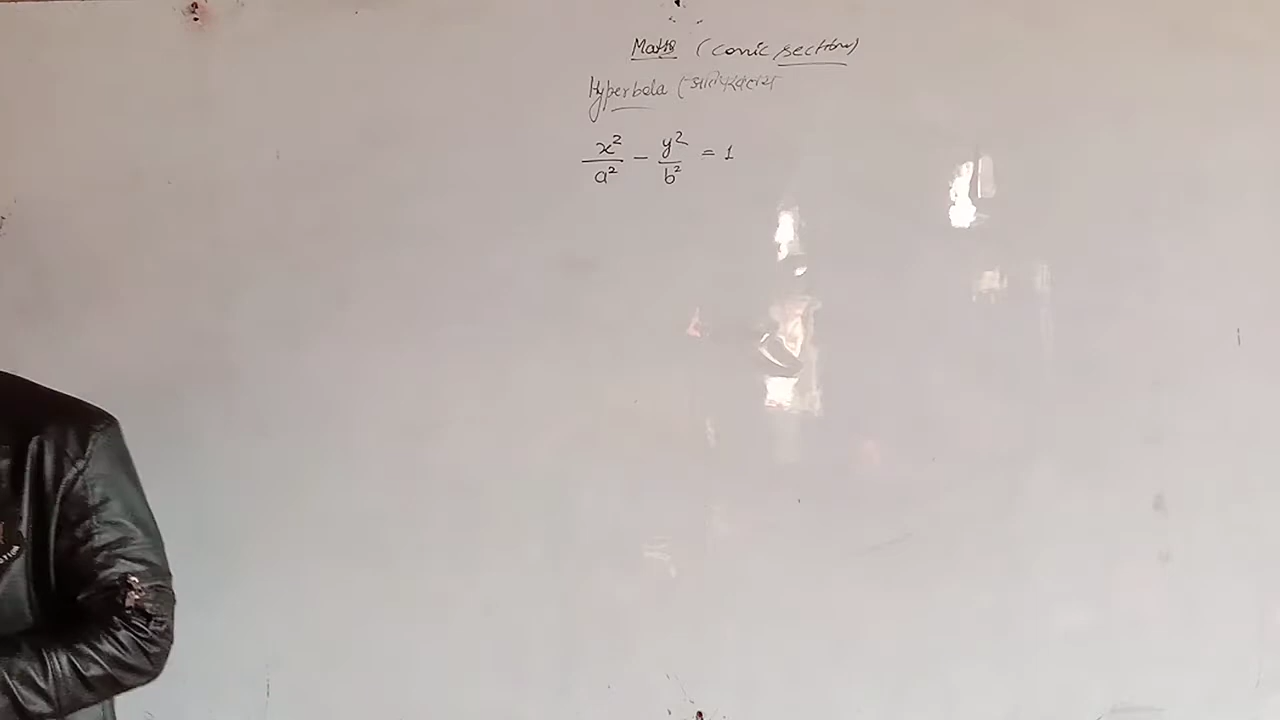 Maths (conic section)
Hyperbola (अतिपरवलय
x²/a² - y²/b² = 1